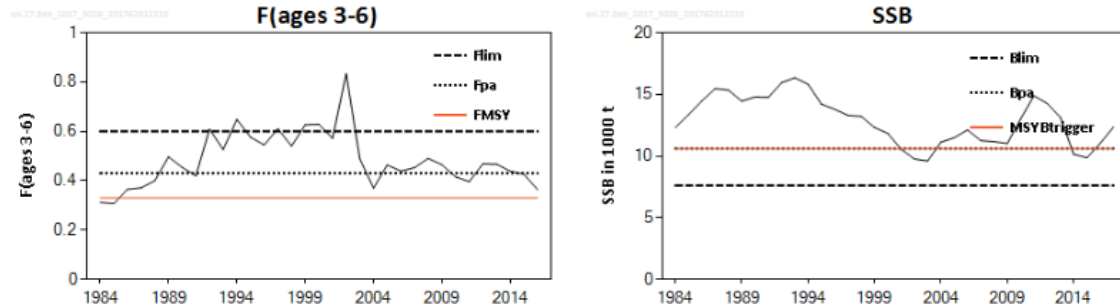 F(ages 3-6)
F(ages 3-6)
1
0.8
0.6
0.4
0.2
0
Flim
Fpa
FMSY
1984 1989 1994 1999 2004 2009 2014
SSB
SSB in 1000 t
20
15
10
5
0
Blim
Bpa
MSYBtrigger
1984 1989 1994 1999 2004 2009 2014